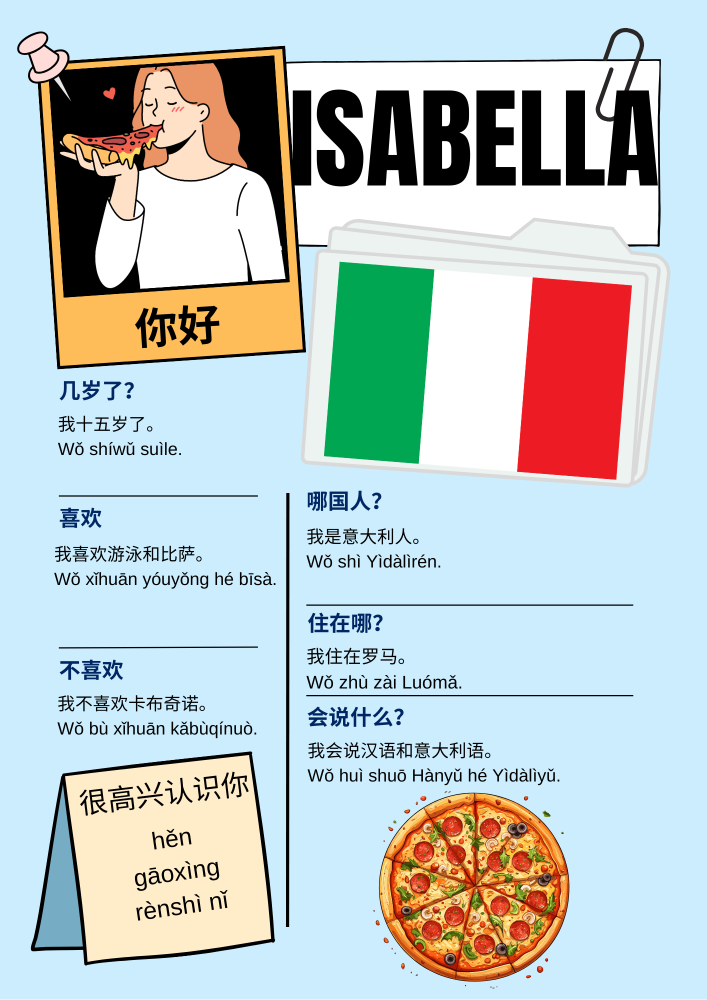 ISABELLA
你好
几岁了?
我十五岁了。
Wǒ shíwǔ suìle.
喜欢
我喜欢游泳和比萨。
Wǒ xǐhuān yóuyǒng hé bīsà.
不喜欢
我不喜欢卡布奇诺。
Wǒ bù xǐhuān kǎbùqínuò.
很高兴认识你
hěn
gāoxìng
rènshì nǐ
哪国人?
我是意大利人。
Wǒ shì Yìdàlìrén.
住在哪?
我住在罗马。
Wǒ zhù zài Luómǎ.
会说什么?
我会说汉语和意大利语。
Wǒ huì shuō Hànyǔ hé Yìdàlìyǔ.